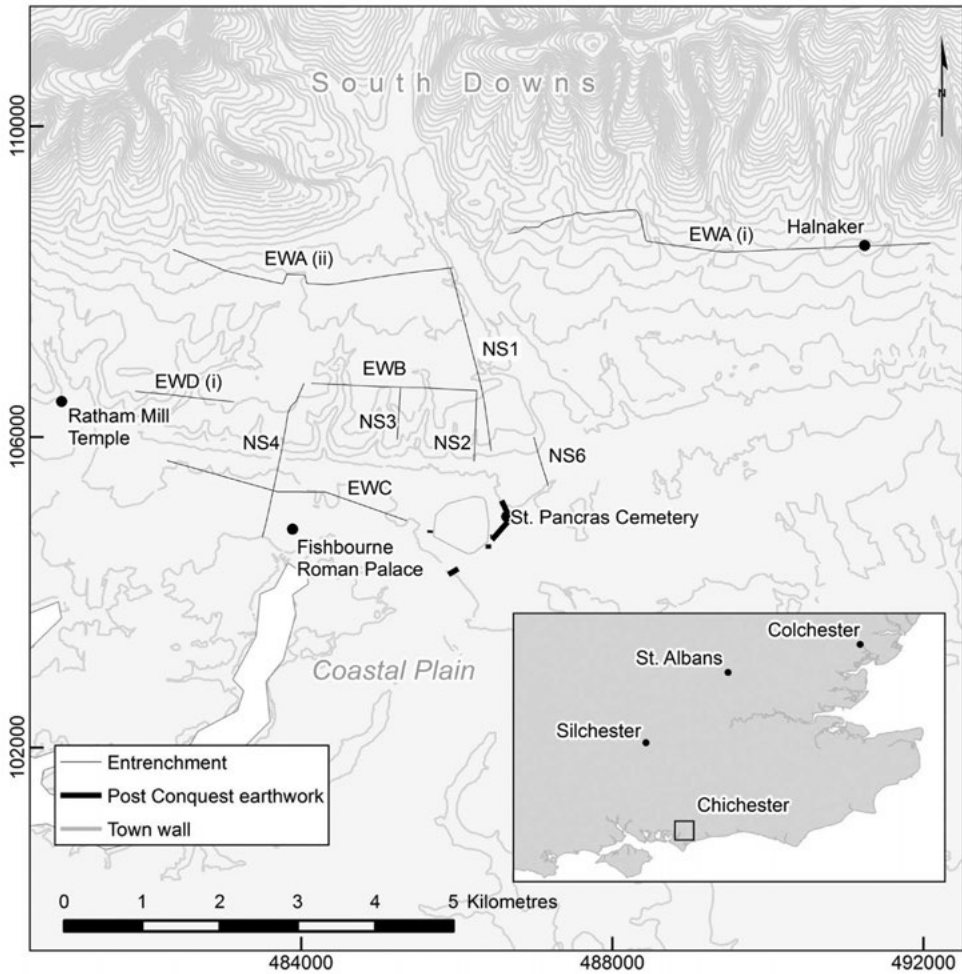 South Downs
N
110000
Halnaker
EWA (i)
EWA (ii)
NS1
EWB
EWD (i)
Ratham Mill
Temple
NS3
NS4
NS2
NS6
EWC
St. Pancras Cemetery
Fishbourne
Roman Palace
106000
Coastal Plain
Colchester
St. Albans
Silchester
Chichester
102000
Entrenchment
Post Conquest earthwork
Town wall
0 1 2 3 4 5 Kilometres
484000 488000 492000